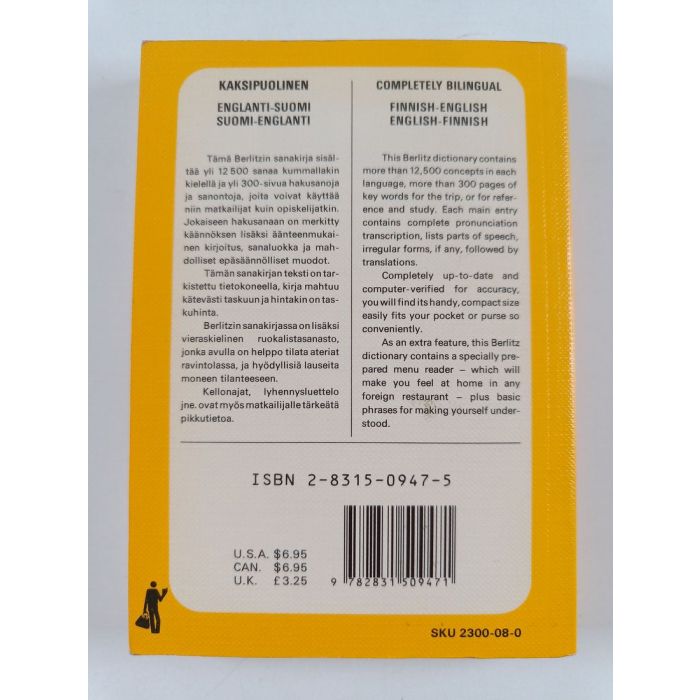 KAKSIPUOLINEN
ENGLANTI-SUOMI
SUOMI-ENGLANTI
Tämä Berlitzin sanakirja sisäl-
tää yli 12 500 sanaa kummallakin
kielellä ja yli 300-sivua hakusanoja
ja sanontoja, joita voivat käyttää
niin matkailijat kuin opiskelijatkin.
Jokaiseen hakusanaan on merkitty
käännöksen lisäksi äänteenmukai-
nen kirjoitus, sanaluokka ja mah-
dolliset epäsäännölliset muodot.
Tämän sanakirjan teksti on tar-
kistettu tietokoneella, kirja mahtuu
kätevästi taskuun ja hintakin on tas-
kuhinta.
Berlitzin sanakirjassa on lisäksi
vieraskielinen ruokalistasanasto,
jonka avulla on helppo tilata ateriat
ravintolassa, ja hyödyllisiä lauseita
moneen tilanteeseen.
Kellonajat, lyhennysluettelo
jne. ovat myös matkailijalle tärkeätä
pikkutietoa.
COMPLETELY BILINGUAL
FINNISH-ENGLISH
ENGLISH-FINNISH
This Berlitz dictionary contains
more than 12,500 concepts in each
language, more than 300 pages of
key words for the trip, or for refer-
ence and study. Each main entry
contains complete pronunciation
transcription, lists parts of speech,
irregular forms, if any, followed by
translations.
Completely up-to-date and
computer-verified for accuracy,
you will find its handy, compact size
easily fits your pocket or purse so
conveniently.
As an extra feature, this Berlitz
dictionary contains a specially pre-
pared menu reader – which will
make you feel at home in any
foreign restaurant – plus basic
phrases for making yourself under-
stood.
ISBN 2-8315-0947-5
U.S.A. $6.95
CAN. $6.95
U.K. £3.25
9 782831 509471
SKU 2300-08-0